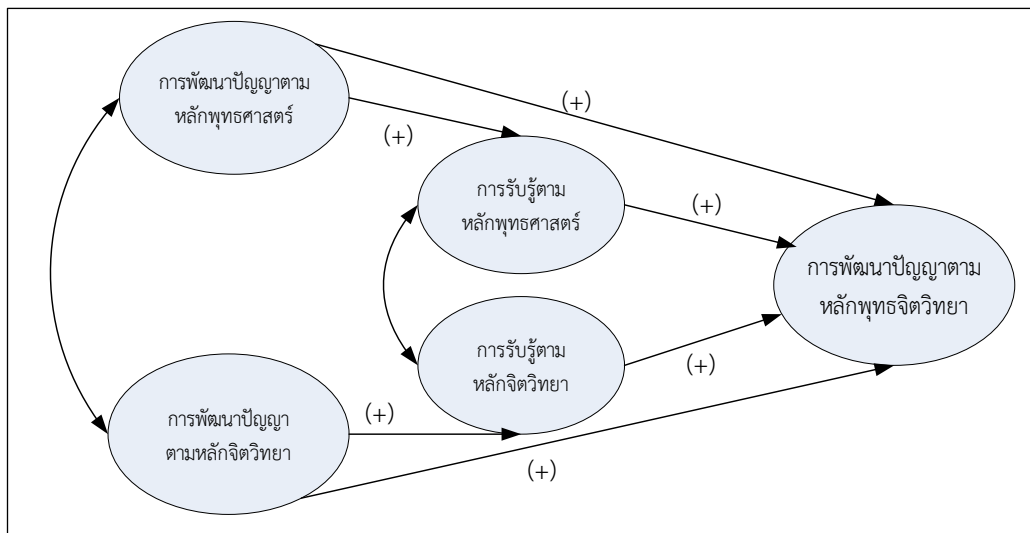 การพัฒนาปัญญาตาม
หลักพุทธศาสตร์
(+)
(+)
การรับรู้ตาม
หลักพุทธศาสตร์
(+)
การพัฒนาปัญญาตาม
หลักพุทธจิตวิทยา
การรับรู้ตาม
หลักจิตวิทยา
(+)
การพัฒนาปัญญา
ตามหลักจิตวิทยา
(+)
(+)